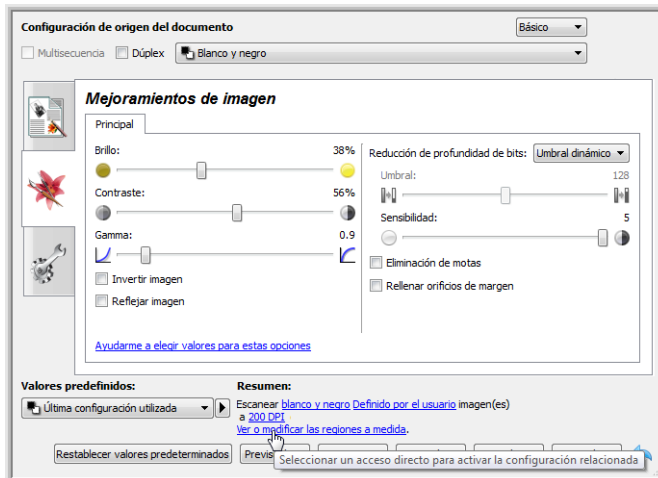 Configuración de origen del documento
Básico
Multisecuencia Dúplex Blanco y negro
Mejoramientos de imagen
Principal
Brillo: 38%
Contraste: 56%
Gamma: 0.9
Invertir imagen
Reflejar imagen
Ayudarme a elegir valores para estas opciones
Reducción de profundidad de bits: Umbral dinámico
Umbral: 128
Sensibilidad: 5
Eliminación de motas
Rellenar orificios de margen
Valores predefinidos:
Última configuración utilizada
Resumen:
Escanear blanco y negro Definido por el usuario imagen(es)
a 200 DPI
Ver o modificar las regiones a medida.
Restablecer valores predeterminados
Seleccionar un acceso directo para activar la configuración relacionada